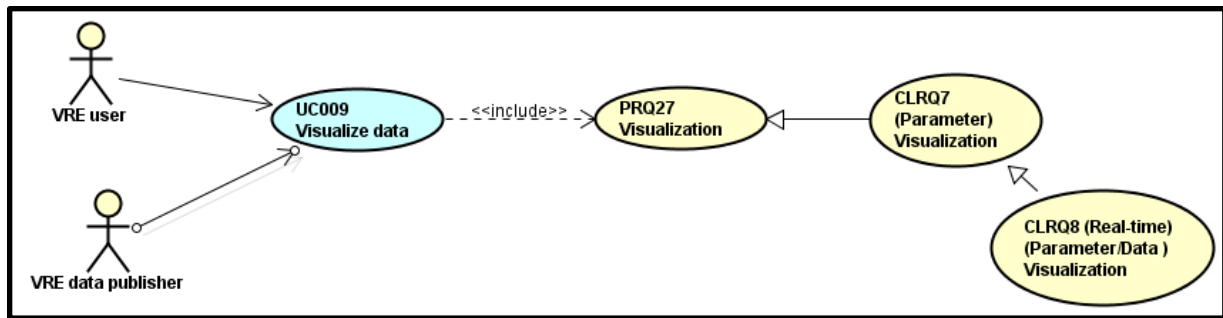 VRE user
UC009
Visualize data
<<include>>
PRQ27
Visualization
CLRQ7
(Parameter)
Visualization
VRE data publisher
CLRQ8 (Real-time)
(Parameter/Data )
Visualization